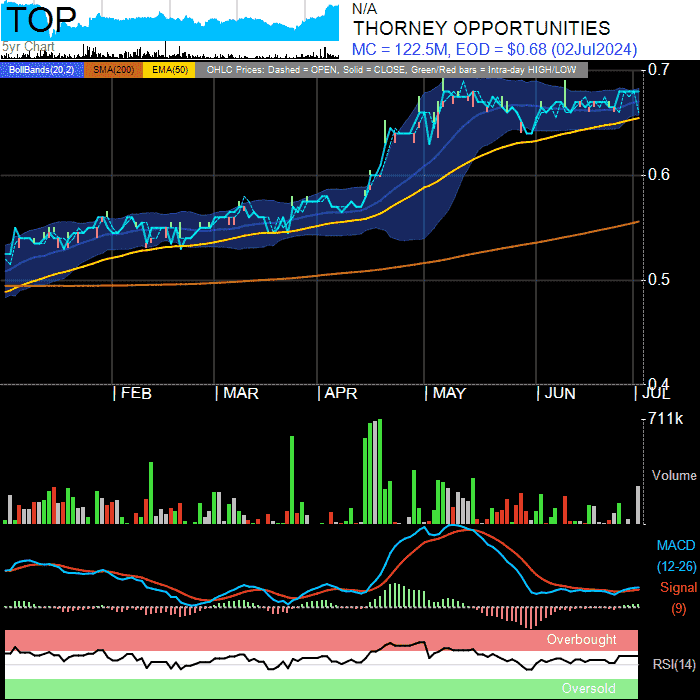 TOP
5yr Chart
N/A
THORNEY OPPORTUNITIES
MC = 122.5M, EOD = $0.68 (02Jul2024)
BollBands(20,2) SMA(200) EMA(50) OHLC Prices: Dashed = OPEN, Solid = CLOSE, Green/Red bars = Intra-day HIGH/LOW
0.7
0.6
0.5
0.4
FEB MAR APR MAY JUN JUL
711k
Volume
MACD
(12-26)
Signal
(9)
Overbought
RSI(14)
Oversold